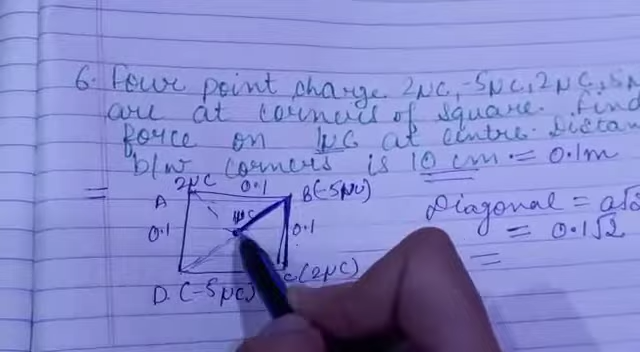 6. Four point charge 2μC, -5μC, 2μC, -5μ
are at corners of square. Find
force on 1μC at centre. Distan
b/w corners is 10 cm = 0.1m
=
2μC 0.1
A B(-5μC)
1μC
0.1 0.1
D (-5μC) C(2μC)
Diagonal = a√2
= 0.1√2
=